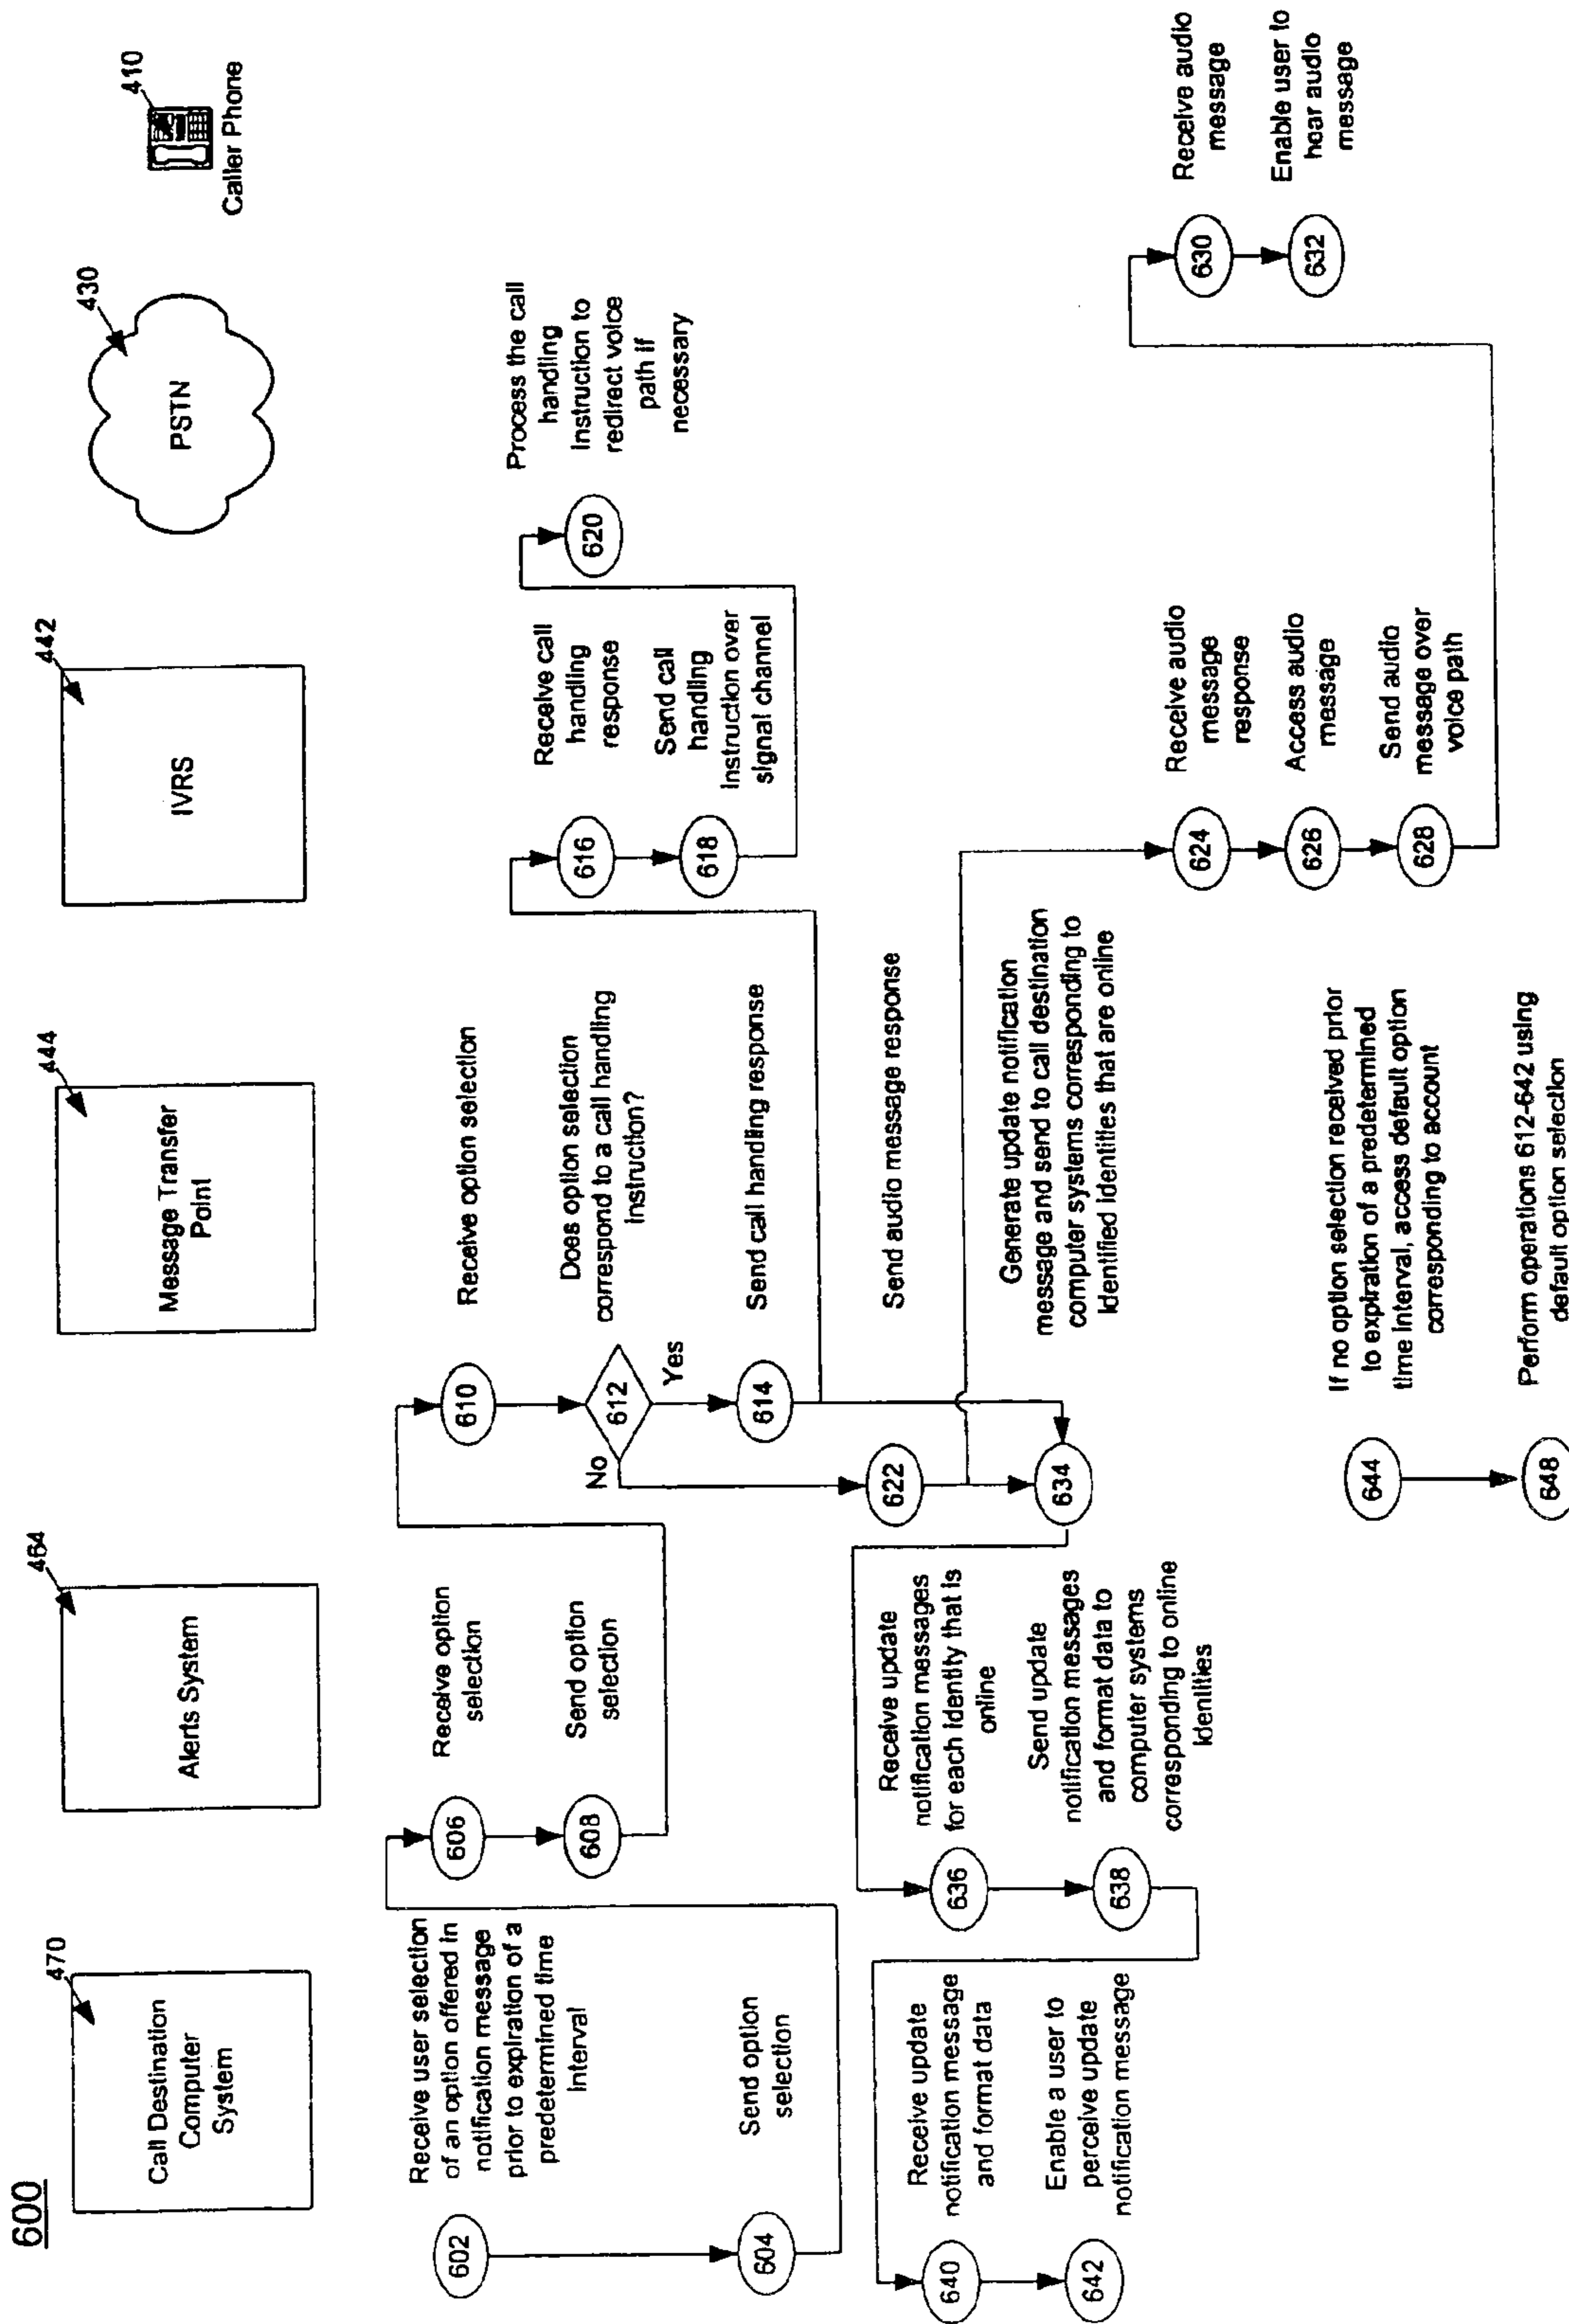 600
470
Call Destination
Computer
System
464
Alerts System
444
Message Transfer
Point
442
IVRS
430
PSTN
410
Caller Phone
602
Receive user selection
of an option offered in
notification message
prior to expiration of a
predetermined time
interval
604
Send option
selection
606
Receive option
selection
608
Send option
selection
610
Receive option selection
612
Does option selection
correspond to a call handling
instruction?
No
Yes
614
Send call handling response
616
Receive call
handling
response
618
Send call
handling
instruction over
signal channel
620
Process the call
handling
instruction to
redirect voice
path if
necessary
622
Send audio message response
624
Receive audio
message
response
626
Access audio
message
628
Send audio
message over
voice path
630
Receive audio
message
632
Enable user to
hear audio
message
634
Generate update notification
message and send to call destination
computer systems corresponding to
identified identities that are online
636
Receive update
notification messages
for each identity that is
online
638
Send update
notification messages
and format data to
computer systems
corresponding to online
identities
640
Receive update
notification message
and format data
642
Enable a user to
perceive update
notification message
644
If no option selection received prior
to expiration of a predetermined
time interval, access default option
corresponding to account
648
Perform operations 612-642 using
default option selection